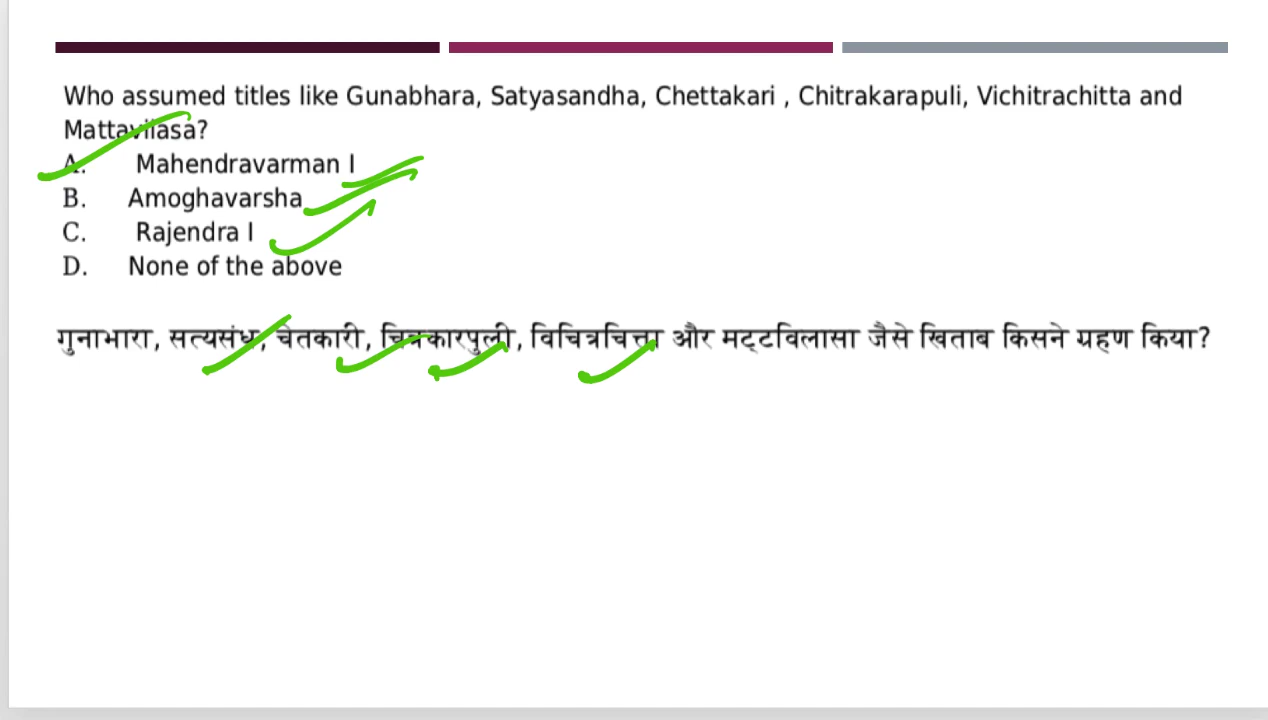 Who assumed titles like Gunabhara, Satyasandha, Chettakari , Chitrakarapuli, Vichitrachitta and
Mattavilasa?
A. Mahendravarman I
B. Amoghavarsha
C. Rajendra I
D. None of the above
गुनाभारा, सत्यसंध, चेतकारी, चित्रकारपुली, विचित्रचित्ता और मट्टविलासा जैसे खिताब किसने ग्रहण किया?